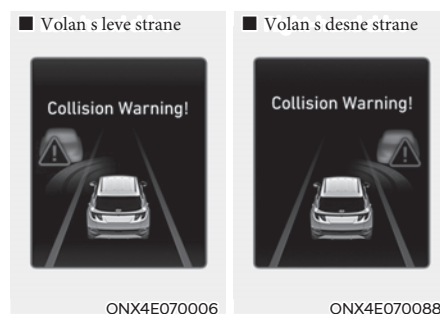 ■ Volan s leve strane
Collision Warning!
ONX4E070006
■ Volan s desne strane
Collision Warning!
ONX4E070088